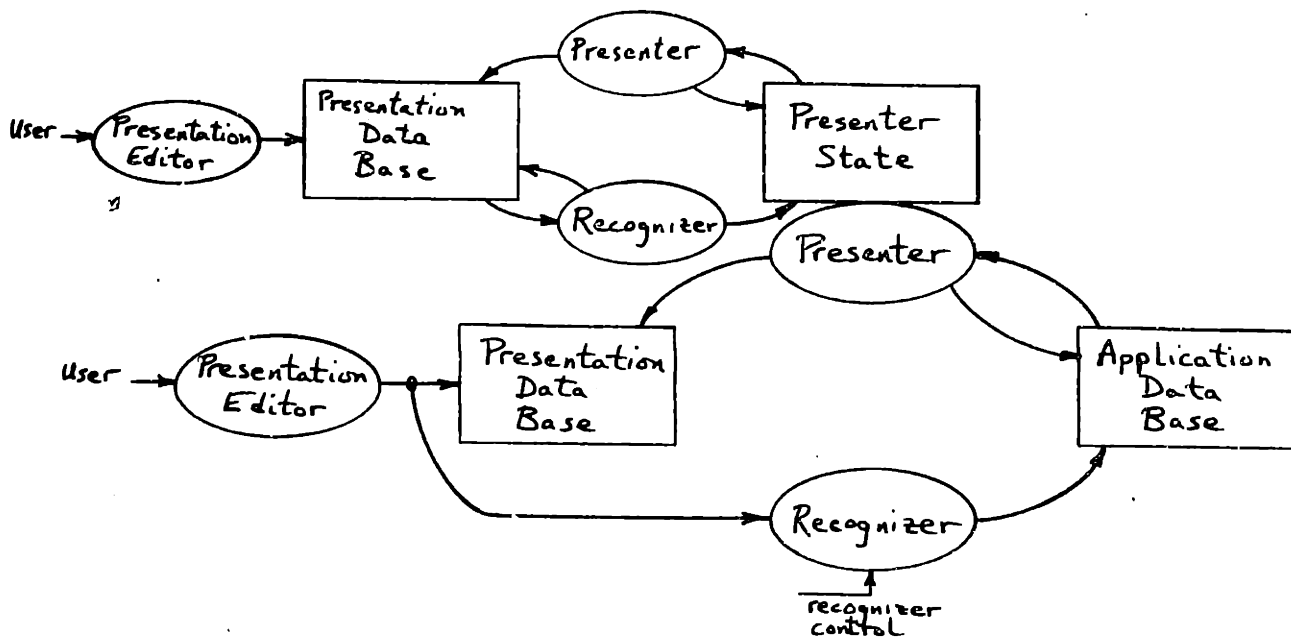 Presenter
User
Presentation
Editor
Presentation
Data
Base
Presenter
State
Recognizer
Presenter
User
Presentation
Editor
Presentation
Data
Base
Application
Data
Base
Recognizer
recognizer
control